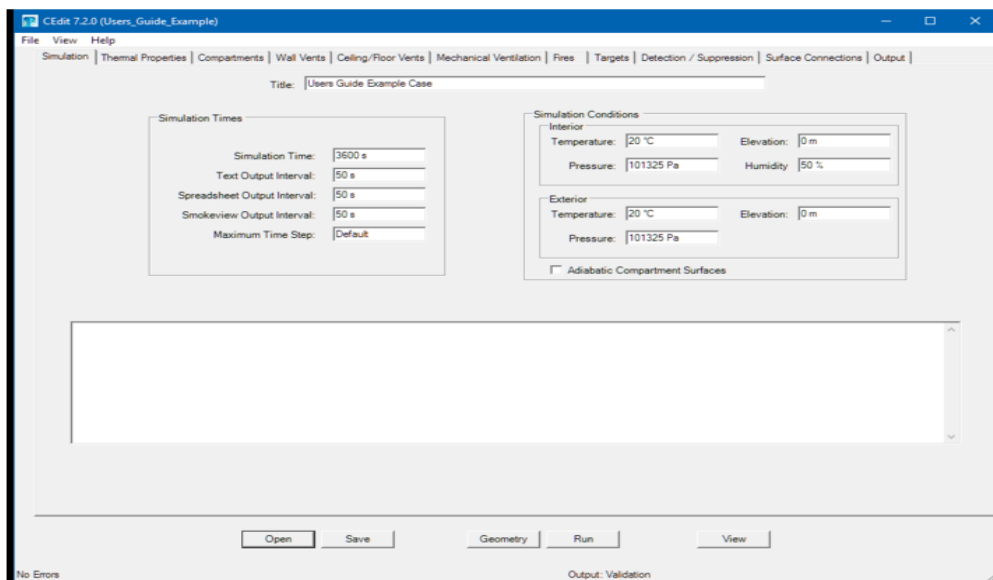 CEdit 7.2.0 (Users_Guide_Example)
File View Help
Simulation Thermal Properties Compartments Wall Vents Ceiling/Floor Vents Mechanical Ventilation Fires Targets Detection / Suppression Surface Connections Output
Title: Users Guide Example Case
Simulation Times
Simulation Time: 3600 s
Text Output Interval: 50 s
Spreadsheet Output Interval: 50 s
Smokeview Output Interval: 50 s
Maximum Time Step: Default
Simulation Conditions
Interior
Temperature: 20 °C Elevation: 0 m
Pressure: 101325 Pa Humidity 50 %
Exterior
Temperature: 20 °C Elevation: 0 m
Pressure: 101325 Pa
Adiabatic Compartment Surfaces
Open Save Geometry Run View
No Errors Output: Validation